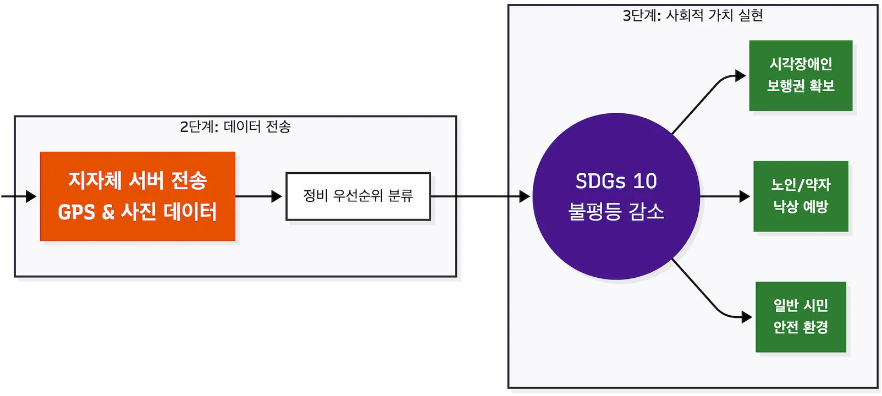 2단계: 데이터 전송
지자체 서버 전송
GPS & 사진 데이터
정비 우선순위 분류
3단계: 사회적 가치 실현
SDGs 10
불평등 감소
시각장애인
보행권 확보
노인/약자
낙상 예방
일반 시민
안전 환경